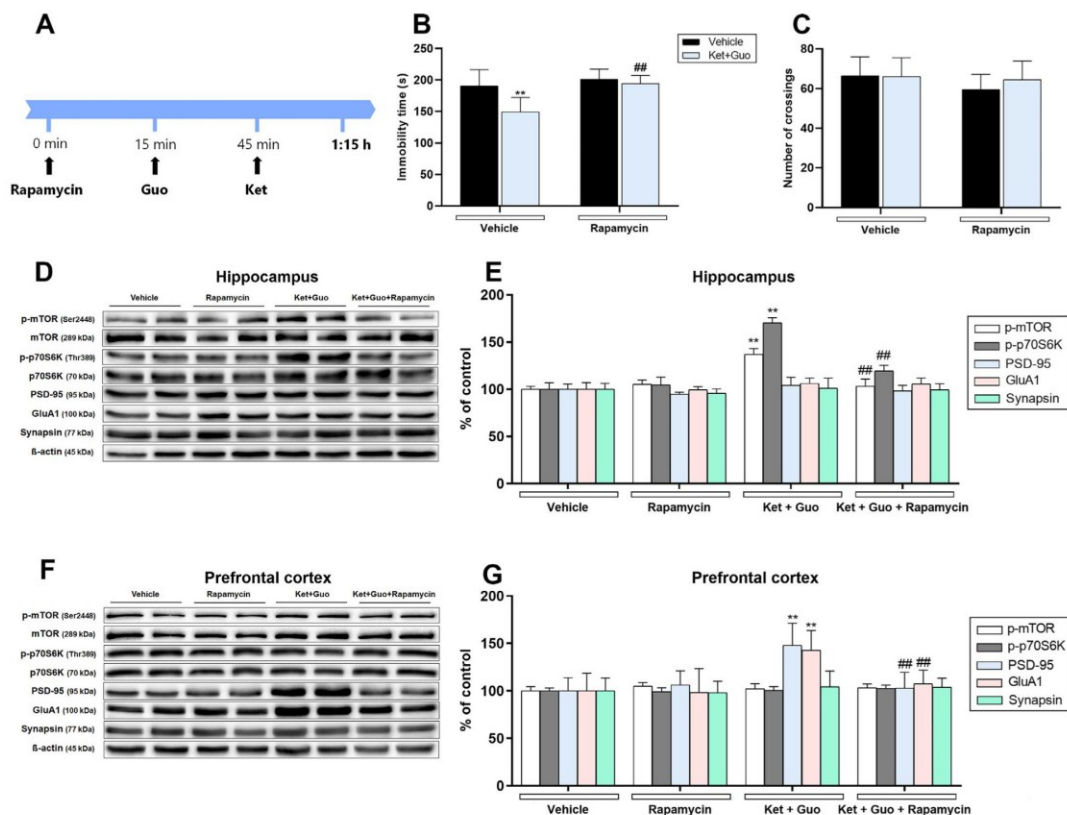 A
0 min
15 min
45 min
1:15 h
Rapamycin
Guo
Ket
B
Immobility time (s)
250
200
150
100
50
0
**
##
Vehicle
Ket+Guo
Vehicle
Rapamycin
C
Number of crossings
80
60
40
20
0
Vehicle
Rapamycin
D
Hippocampus
Vehicle
Rapamycin
Ket+Guo
Ket+Guo+Rapamycin
p-mTOR (Ser2448)
mTOR (289 kDa)
p-p70S6K (Thr389)
p70S6K (70 kDa)
PSD-95 (95 kDa)
GluA1 (100 kDa)
Synapsin (77 kDa)
ß-actin (45 kDa)
E
Hippocampus
% of control
200
150
100
50
0
**
**
##
##
Vehicle
Rapamycin
Ket + Guo
Ket + Guo + Rapamycin
p-mTOR
p-p70S6K
PSD-95
GluA1
Synapsin
F
Prefrontal cortex
Vehicle
Rapamycin
Ket+Guo
Ket+Guo+Rapamycin
p-mTOR (Ser2448)
mTOR (289 kDa)
p-p70S6K (Thr389)
p70S6K (70 kDa)
PSD-95 (95 kDa)
GluA1 (100 kDa)
Synapsin (77 kDa)
ß-actin (45 kDa)
G
Prefrontal cortex
% of control
200
150
100
50
0
**
**
##
##
Vehicle
Rapamycin
Ket + Guo
Ket + Guo + Rapamycin
p-mTOR
p-p70S6K
PSD-95
GluA1
Synapsin